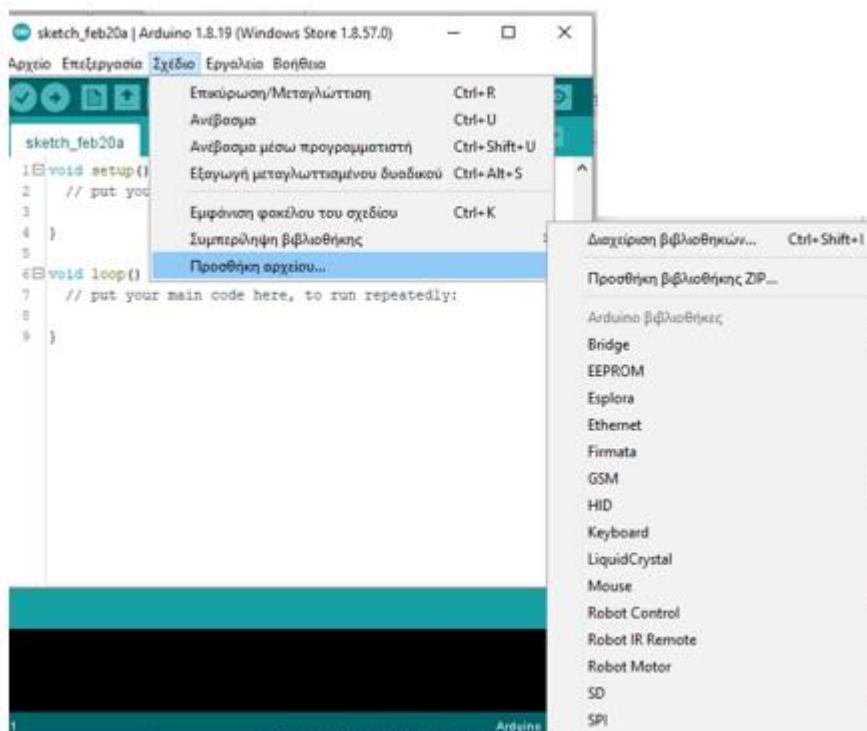 sketch_feb20a | Arduino 1.8.19 (Windows Store 1.8.57.0)
Αρχείο Επεξεργασία Σχέδιο Εργαλεία Βοήθεια
Επικύρωση/Μεταγλώττιση Ctrl+R
Ανέβασμα Ctrl+U
sketch_feb20a
Ανέβασμα μέσω προγραμματιστή Ctrl+Shift+U
1 void setup()
Εξαγωγή μεταγλωττισμένου δυαδικού Ctrl+Alt+S
2 // put you
3
Εμφάνιση φακέλου του σχεδίου Ctrl+K
4 }
Συμπερίληψη βιβλιοθήκης
5
Προσθήκη αρχείου...
6 void loop()
7 // put your main code here, to run repeatedly:
8
9 }
Διαχείριση βιβλιοθηκών... Ctrl+Shift+I
Προσθήκη βιβλιοθήκης ZIP...
Arduino βιβλιοθήκες
Bridge
EEPROM
Esplora
Ethernet
Firmata
GSM
HID
Keyboard
LiquidCrystal
Mouse
Robot Control
Robot IR Remote
Robot Motor
SD
SPI
1 Arduino